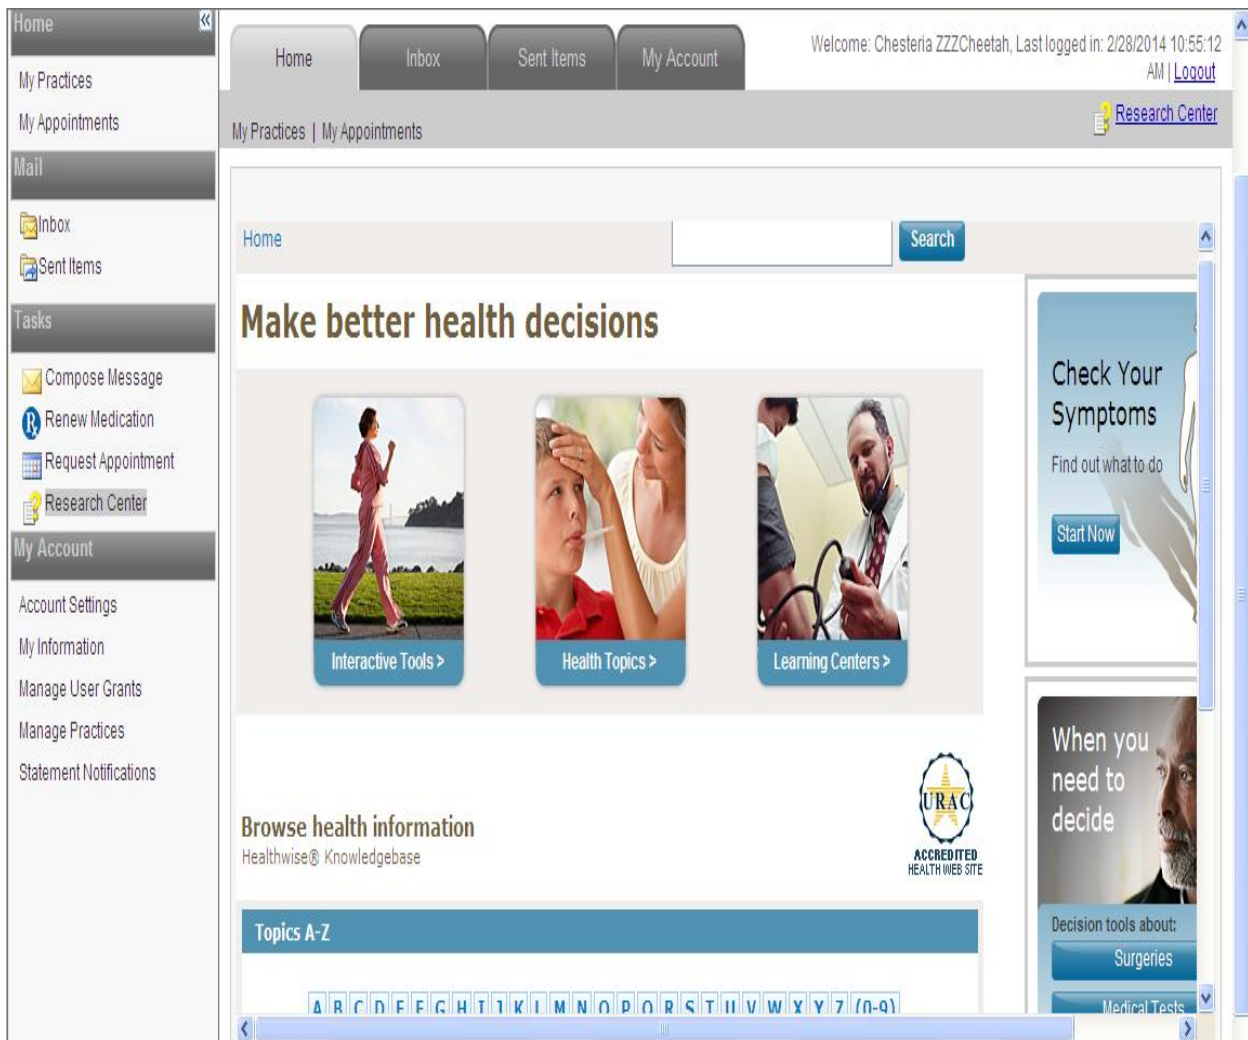 Home
My Practices
My Appointments
Mail
Inbox
Sent Items
Tasks
Compose Message
Renew Medication
Request Appointment
Research Center
My Account
Account Settings
My Information
Manage User Grants
Manage Practices
Statement Notifications
Home Inbox Sent Items My Account
Welcome: Chesteria ZZZCheetah, Last logged in: 2/28/2014 10:55:12
AM | Logout
My Practices | My Appointments
Research Center
Home
Search
Make better health decisions
Interactive Tools > Health Topics > Learning Centers >
Check Your
Symptoms
Find out what to do
Start Now
Browse health information
Healthwise® Knowledgebase
URAC
ACCREDITED
HEALTH WEB SITE
When you
need to
decide
Decision tools about:
Surgeries
Medical Tests
Topics A-Z
A B C D E F G H I J K L M N O P Q R S T U V W X Y Z (0-9)